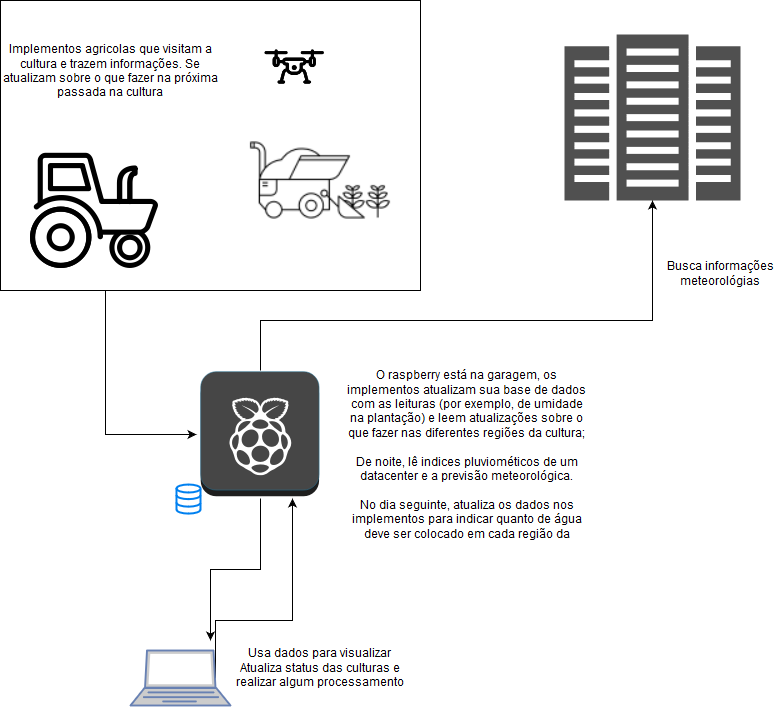 Implementos agricolas que visitam a
cultura e trazem informações. Se
atualizam sobre o que fazer na próxima
passada na cultura
Busca informações
meteorológias
O raspberry está na garagem, os
implementos atualizam sua base de dados
com as leituras (por exemplo, de umidade
na plantação) e leem atualizações sobre o
que fazer nas diferentes regiões da cultura;
De noite, lê indices pluviométicos de um
datacenter e a previsão meteorológica.
No dia seguinte, atualiza os dados nos
implementos para indicar quanto de água
deve ser colocado em cada região da
Usa dados para visualizar
Atualiza status das culturas e
realizar algum processamento